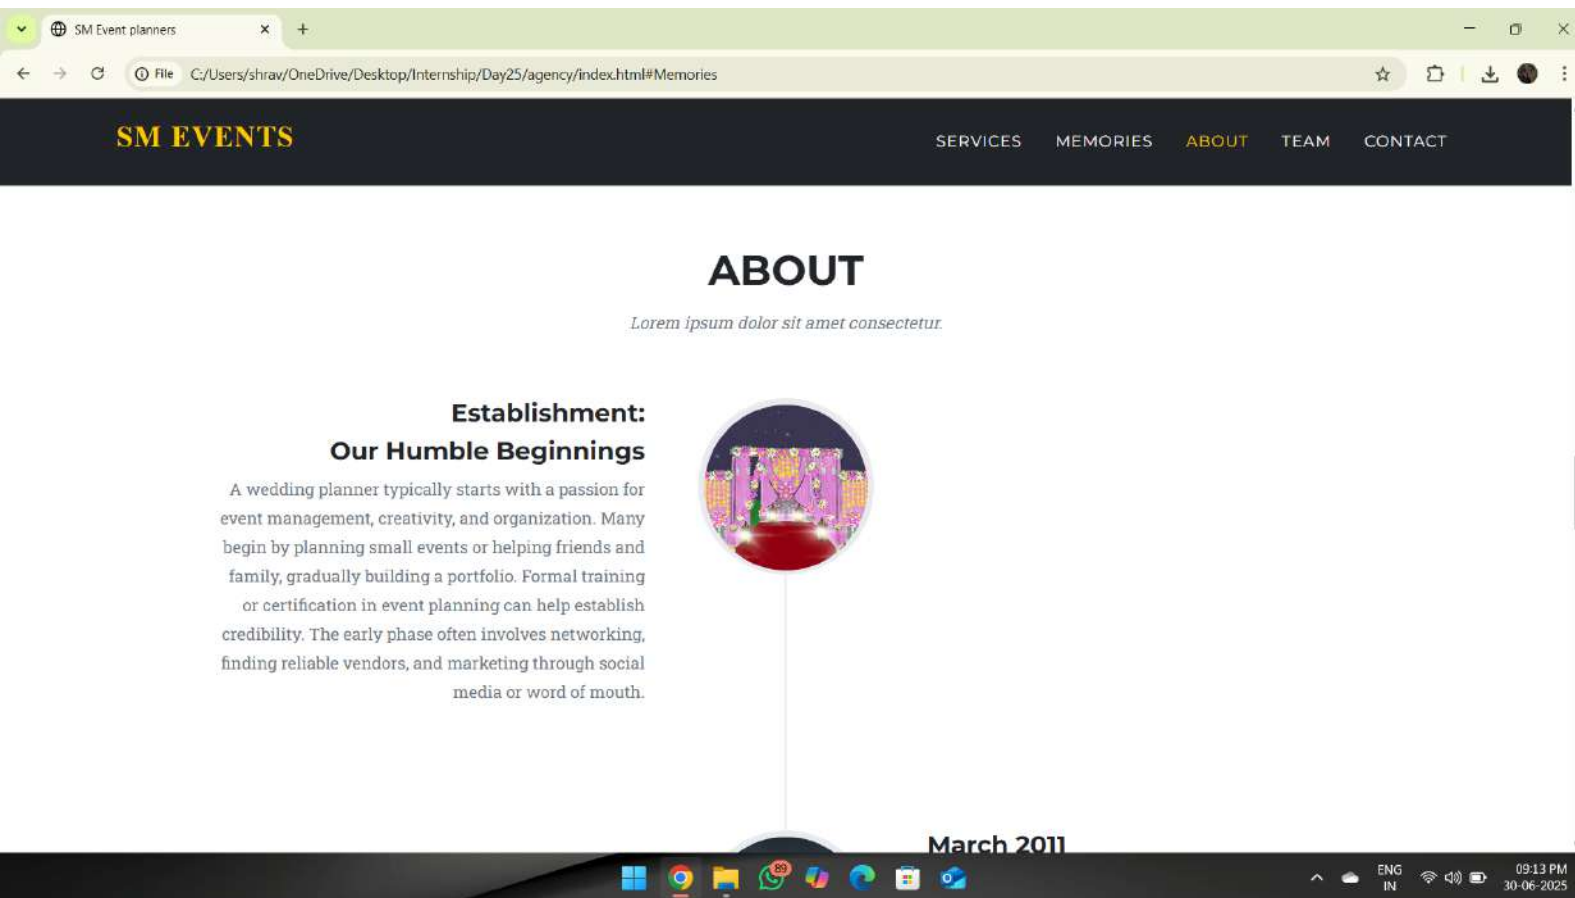 SM Event planners
File C:/Users/shrav/OneDrive/Desktop/Internship/Day25/agency/index.html#Memories
SM EVENTS
SERVICES MEMORIES ABOUT TEAM CONTACT
ABOUT
Lorem ipsum dolor sit amet consectetur.
Establishment:
Our Humble Beginnings
A wedding planner typically starts with a passion for
event management, creativity, and organization. Many
begin by planning small events or helping friends and
family, gradually building a portfolio. Formal training
or certification in event planning can help establish
credibility. The early phase often involves networking,
finding reliable vendors, and marketing through social
media or word of mouth.
March 2011
89
ENG
IN
09:13 PM
30-06-2025